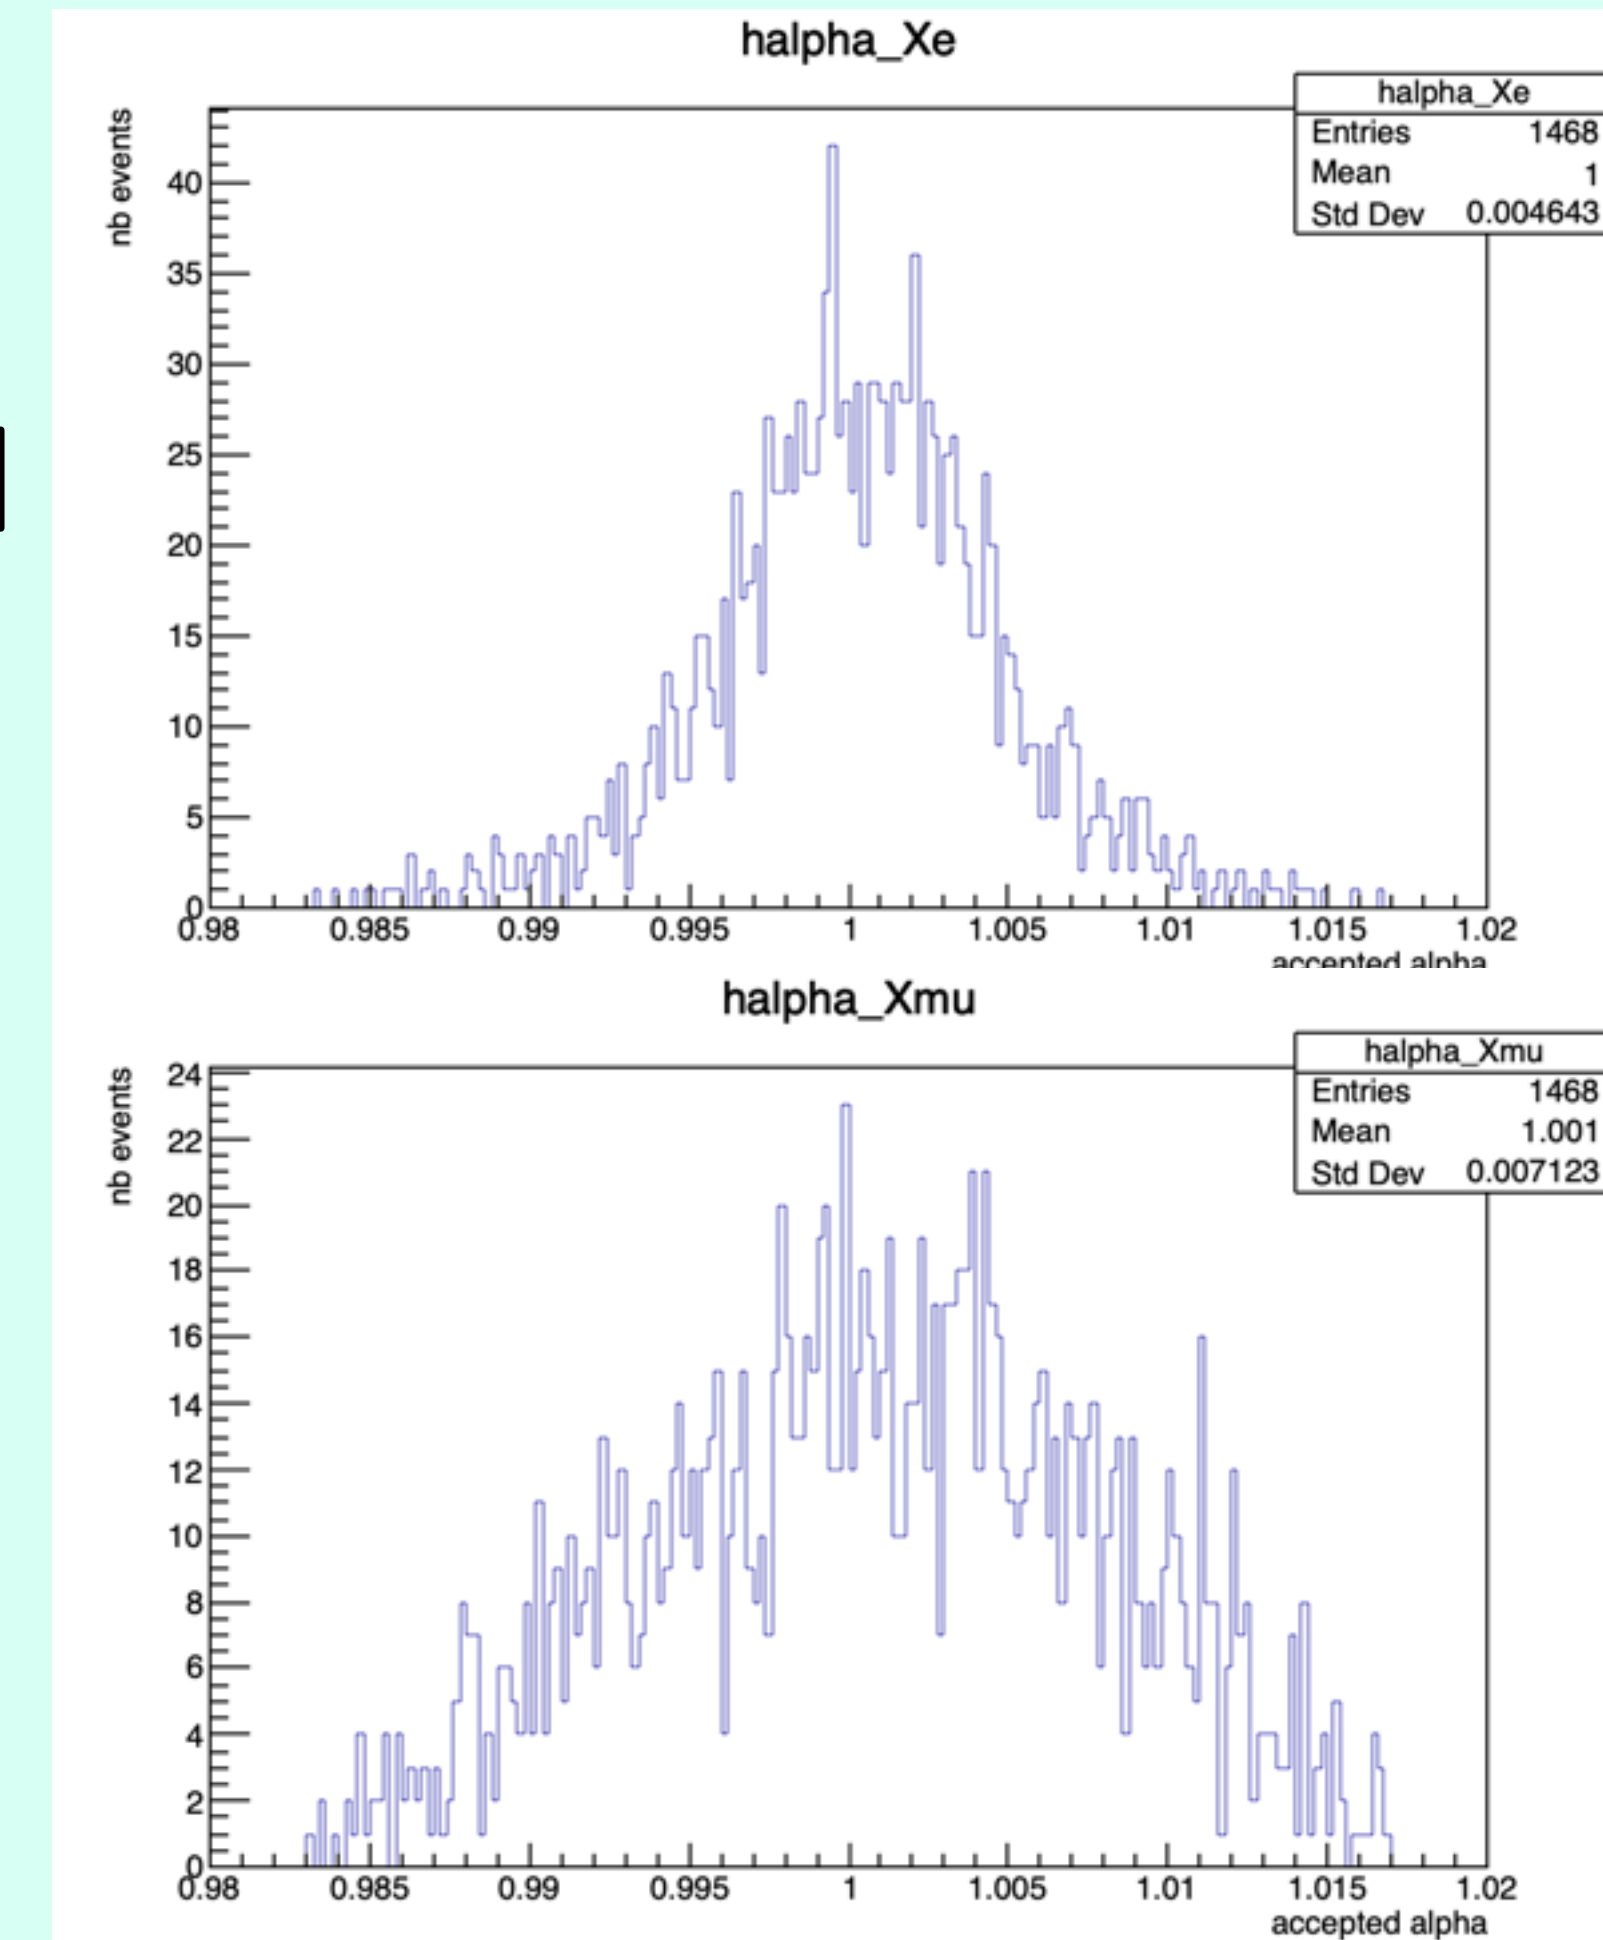 halpha_Xe
halpha_Xe
Entries 1468
Mean 1
Std Dev 0.004643
nb events
40
35
30
25
20
15
10
5
0
0.98 0.985 0.99 0.995 1 1.005 1.01 1.015 1.02
accepted alpha
halpha_Xmu
halpha_Xmu
Entries 1468
Mean 1.001
Std Dev 0.007123
nb events
24
22
20
18
16
14
12
10
8
6
4
2
0
0.98 0.985 0.99 0.995 1 1.005 1.01 1.015 1.02
accepted alpha